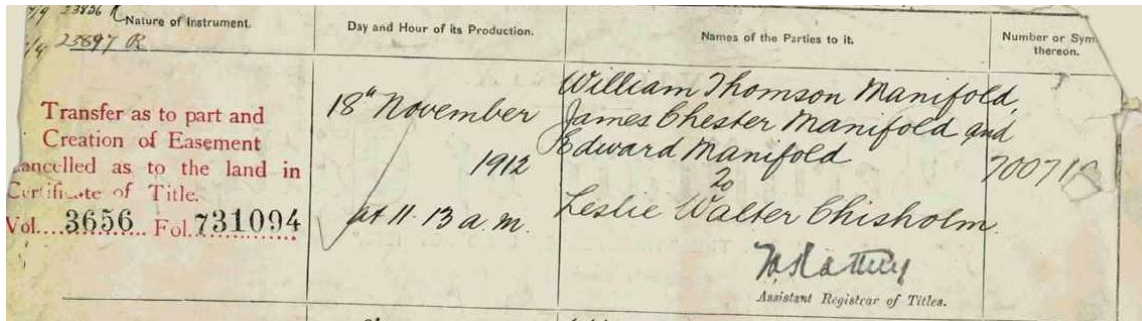 23836 R
Nature of Instrument.
Day and Hour of its Production.
Names of the Parties to it.
Number or Sym
thereon.
23897 R
Transfer as to part and
Creation of Easement
cancelled as to the land in
Certificate of Title.
Vol. 3656 Fol. 731094
18th November
1912
at 11. 13 a. m.
William Thomson Manifold,
James Chester Manifold and
Edward Manifold
to
Leslie Walter Chisholm
70071
Assistant Registrar of Titles.